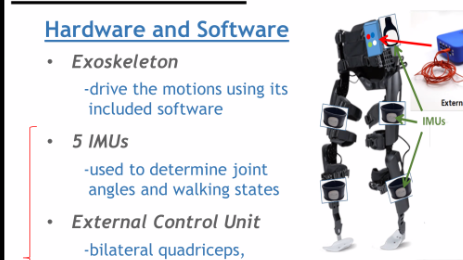 Hardware and Software
• Exoskeleton
-drive the motions using its
included software
• 5 IMUs
-used to determine joint
angles and walking states
• External Control Unit
-bilateral quadriceps,
Extern
IMUs